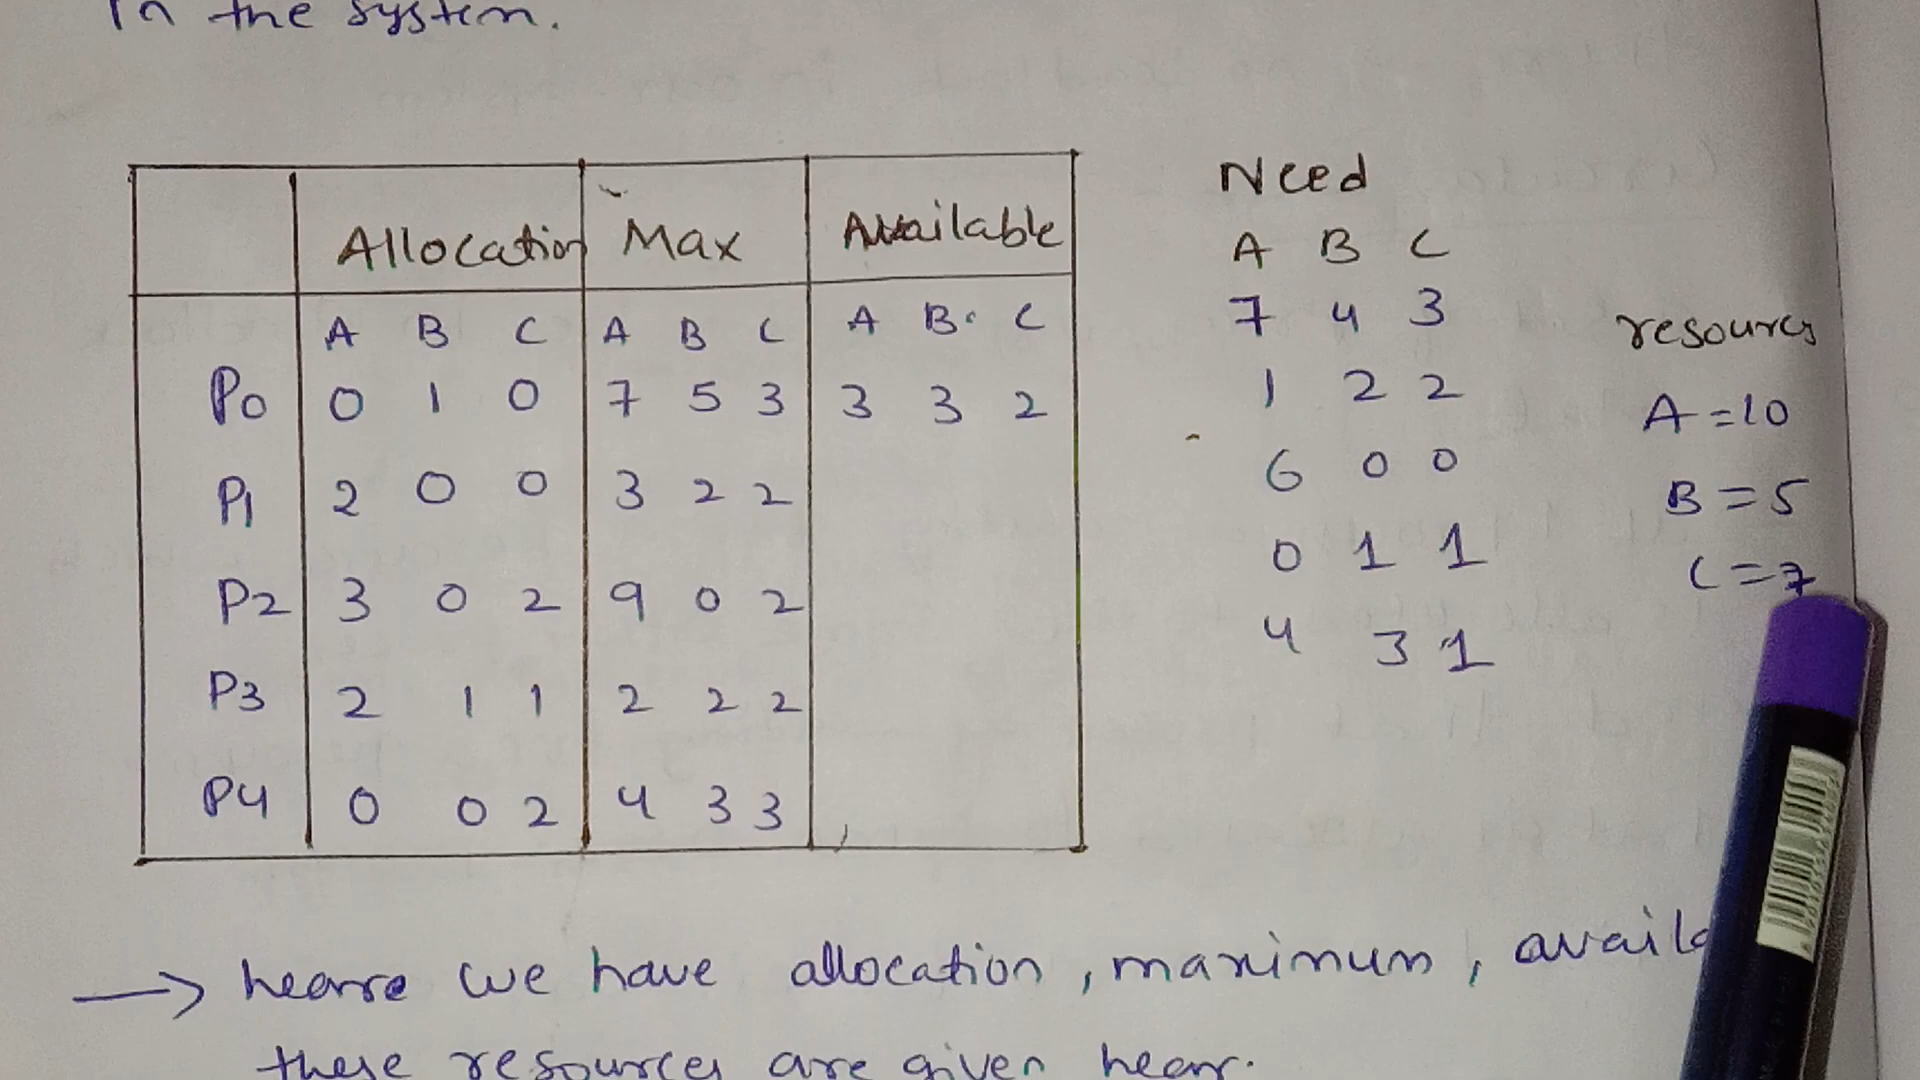 In the system.
Allocation Max Available
A B C A B C A B C
P0 0 1 0 7 5 3 3 3 2
P1 2 0 0 3 2 2
P2 3 0 2 9 0 2
P3 2 1 1 2 2 2
P4 0 0 2 4 3 3
Need
A B C
7 4 3
1 2 2
6 0 0
0 1 1
4 3 1
resources
A = 10
B = 5
C = 7
→ hearre we have allocation, maximum,
these resources are given hear.